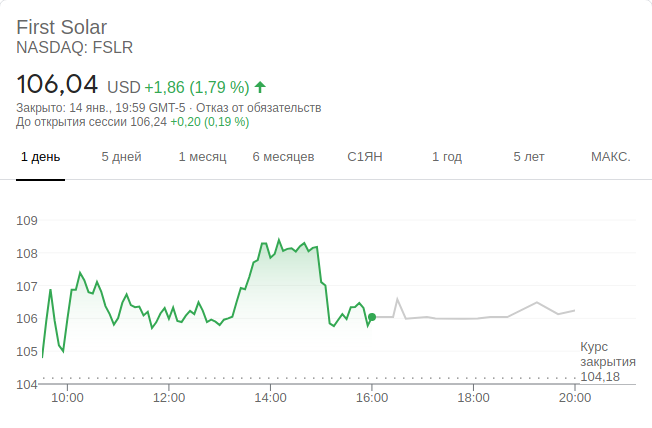 First Solar
NASDAQ: FSLR
106,04 USD +1,86 (1,79 %)
Закрыто: 14 янв., 19:59 GMT-5 · Отказ от обязательств
До открытия сессии 106,24 +0,20 (0,19 %)
1 день 5 дней 1 месяц 6 месяцев С1ЯН 1 год 5 лет МАКС.
109
108
107
106
105
Курс
закрытия
104,18
104
10:00 12:00 14:00 16:00 18:00 20:00